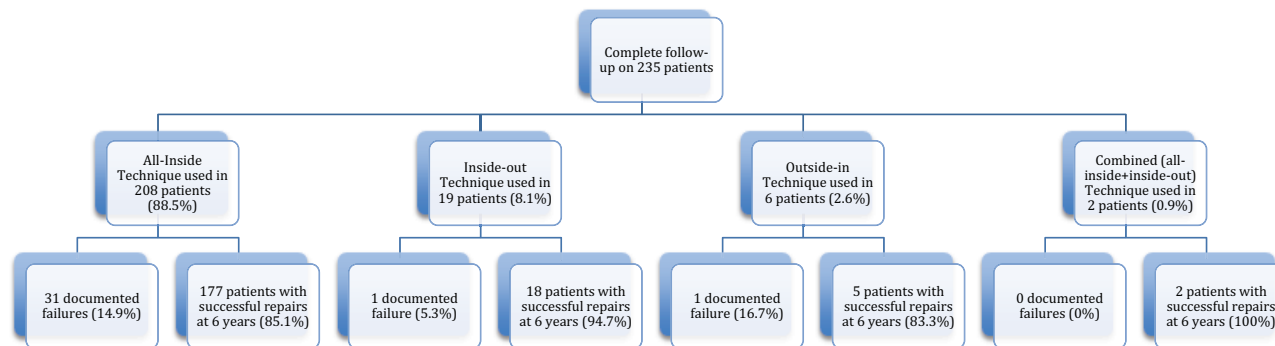 Complete follow-
up on 235 patients
All-Inside
Technique used in
208 patients
(88.5%)
Inside-out
Technique used in
19 patients (8.1%)
Outside-in
Technique used in
6 patients (2.6%)
Combined (all-
inside+inside-out)
Technique used in
2 patients (0.9%)
31 documented
failures (14.9%)
177 patients with
successful repairs
at 6 years (85.1%)
1 documented
failure (5.3%)
18 patients with
successful repairs
at 6 years (94.7%)
1 documented
failure (16.7%)
5 patients with
successful repairs
at 6 years (83.3%)
0 documented
failures (0%)
2 patients with
successful repairs
at 6 years (100%)